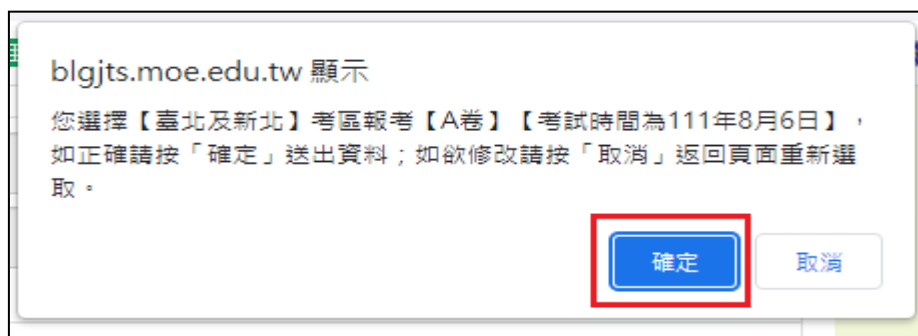 blgjts.moe.edu.tw 顯示
您選擇【臺北及新北】考區報考【A卷】【考試時間為111年8月6日】，
如正確請按「確定」送出資料；如欲修改請按「取消」返回頁面重新選
取。
確定 取消